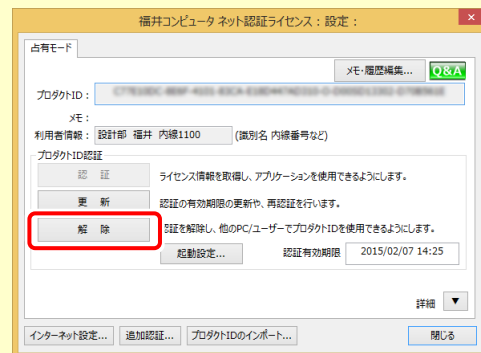 福井コンピュータ ネット認証ライセンス：設定：
占有モード
メモ・履歴編集... Q&A
プロダクトID：
メモ：
利用者情報： 設計部 福井 内線1100 (識別名 内線番号など)
プロダクトID認証
認 証 ライセンス情報を取得し、アプリケーションを使用できるようにします。
更 新 認証の有効期限の更新や、再認証を行います。
解 除 認証を解除し、他のPC/ユーザーでプロダクトIDを使用できるようにします。
起動設定... 認証有効期限 2015/02/07 14:25
詳細 ▼
インターネット設定... 追加認証... プロダクトIDのインポート... 閉じる